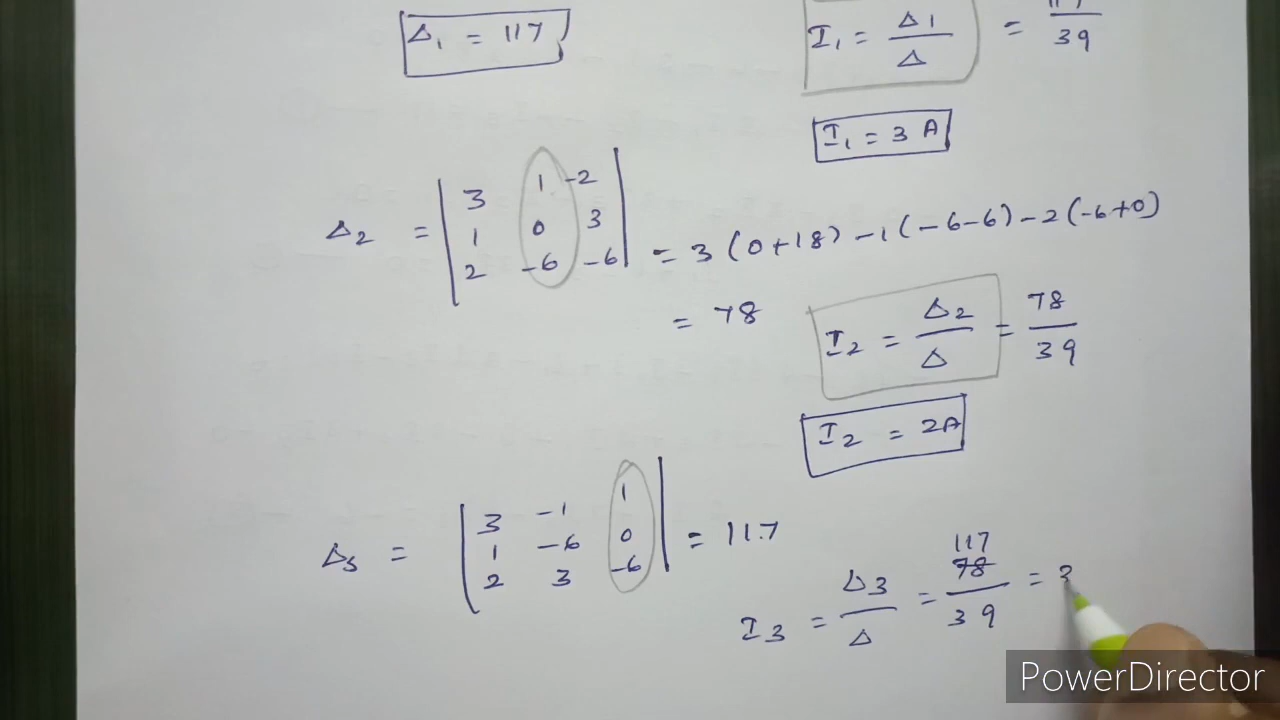 Δ₁ = 117
I₁ = Δ1/Δ = 117/39
I₁ = 3 A
Δ₂ = | 3 1 -2
1 0 3
2 -6 -6 | = 3 (0+18) -1 (-6-6) -2 (-6+0)
= 78
I₂ = Δ₂/Δ = 78/39
I₂ = 2A
Δ₃ = | 3 -1 1
1 -6 0
2 3 -6 | = 117
I₃ = Δ₃/Δ = 117 78/39 = 3
PowerDirector